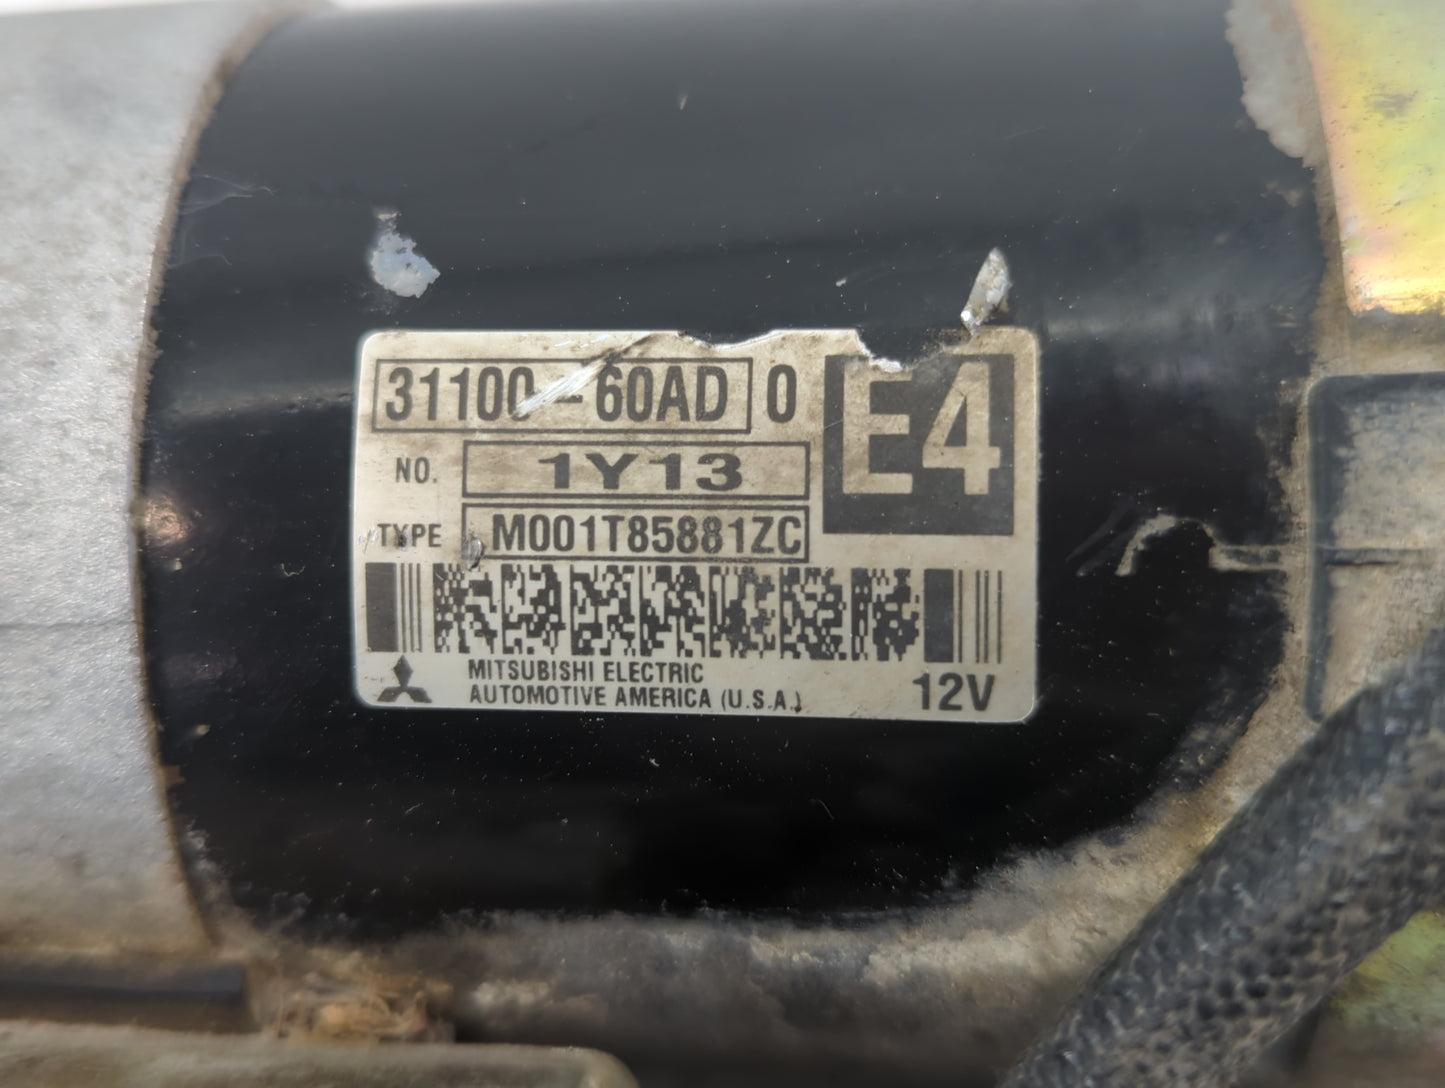 31100-60AD 0
E4
NO. 1Y13
TYPE M001T85881ZC
MITSUBISHI ELECTRIC
AUTOMOTIVE AMERICA (U.S.A.)
12V